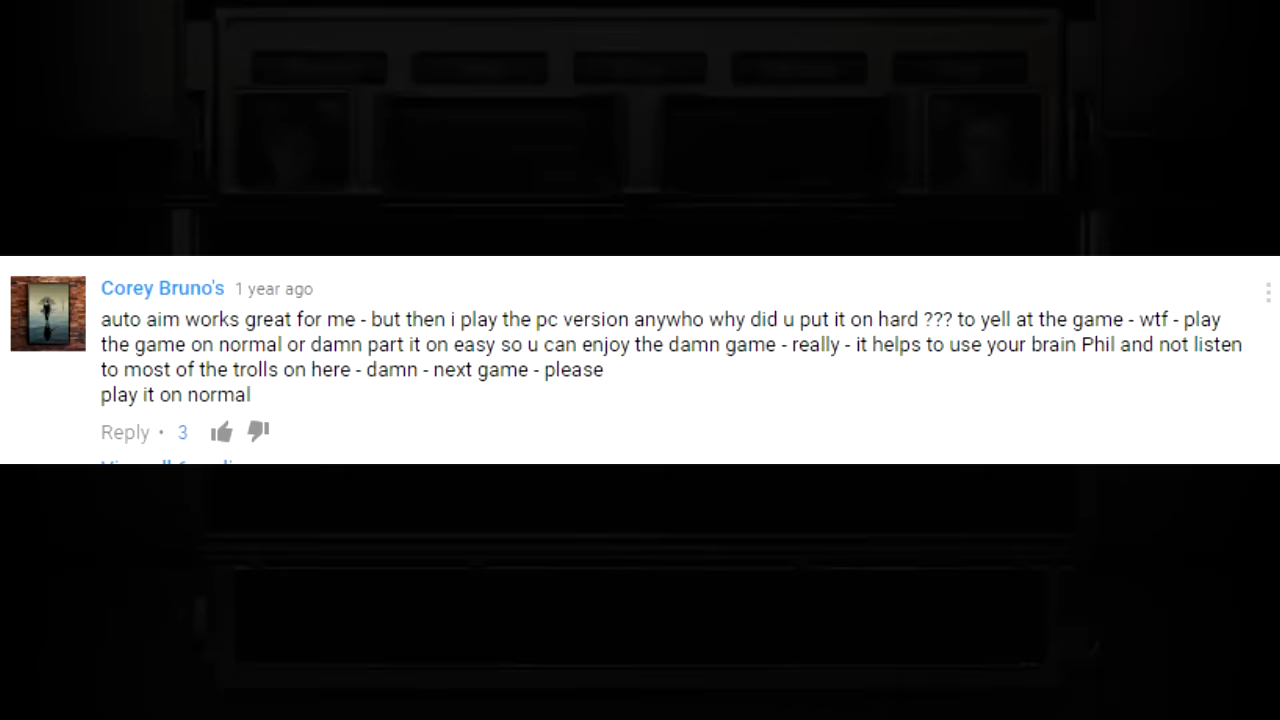 Corey Bruno's 1 year ago
auto aim works great for me - but then i play the pc version anywho why did u put it on hard ??? to yell at the game - wtf - play
the game on normal or damn part it on easy so u can enjoy the damn game - really - it helps to use your brain Phil and not listen
to most of the trolls on here - damn - next game - please
play it on normal
Reply • 3